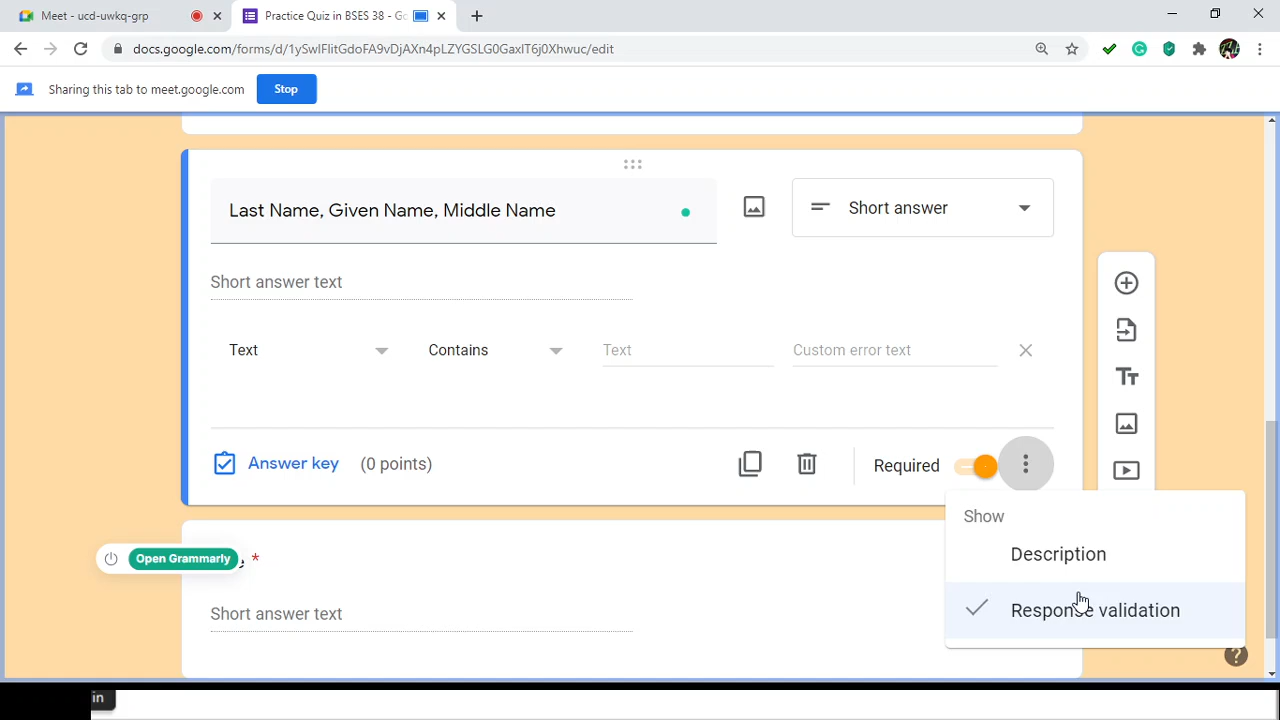 Meet - ucd-uwkq-grp
Practice Quiz in BSES 38 - Go
docs.google.com/forms/d/1ySwIFlitGdoFA9vDjAXn4pLZYGSLG0GaxlT6j0Xhwuc/edit
Sharing this tab to meet.google.com
Stop
Last Name, Given Name, Middle Name
Short answer
Short answer text
Text
Contains
Text
Custom error text
Answer key
(0 points)
Required
Show
Description
Response validation
Open Grammarly
*
Short answer text
in